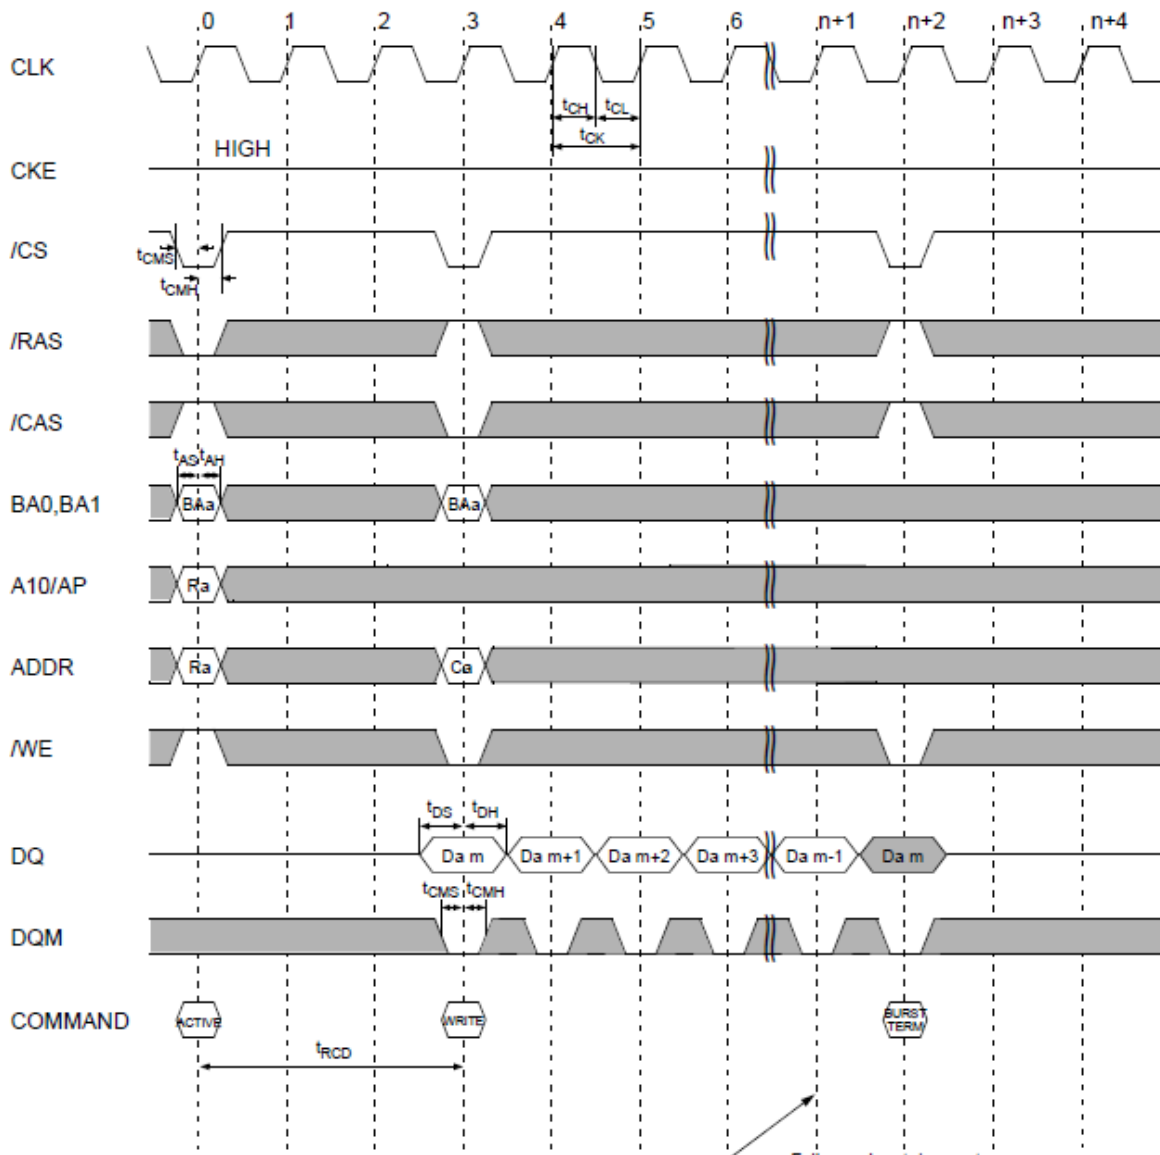 0 1 2 3 4 5 6 n+1 n+2 n+3 n+4
CLK
tCH tCL
tCK
HIGH
CKE
/CS
tCMS
tCMH
/RAS
/CAS
tAS tAH
BA0,BA1 BAa BAa
A10/AP Ra
ADDR Ra Ca
/WE
tDS tDH
DQ Da m Da m+1 Da m+2 Da m+3 Da m-1 Da m
tCMS tCMH
DQM
COMMAND ACTIVE WRITE BURST
TERM
tRCD